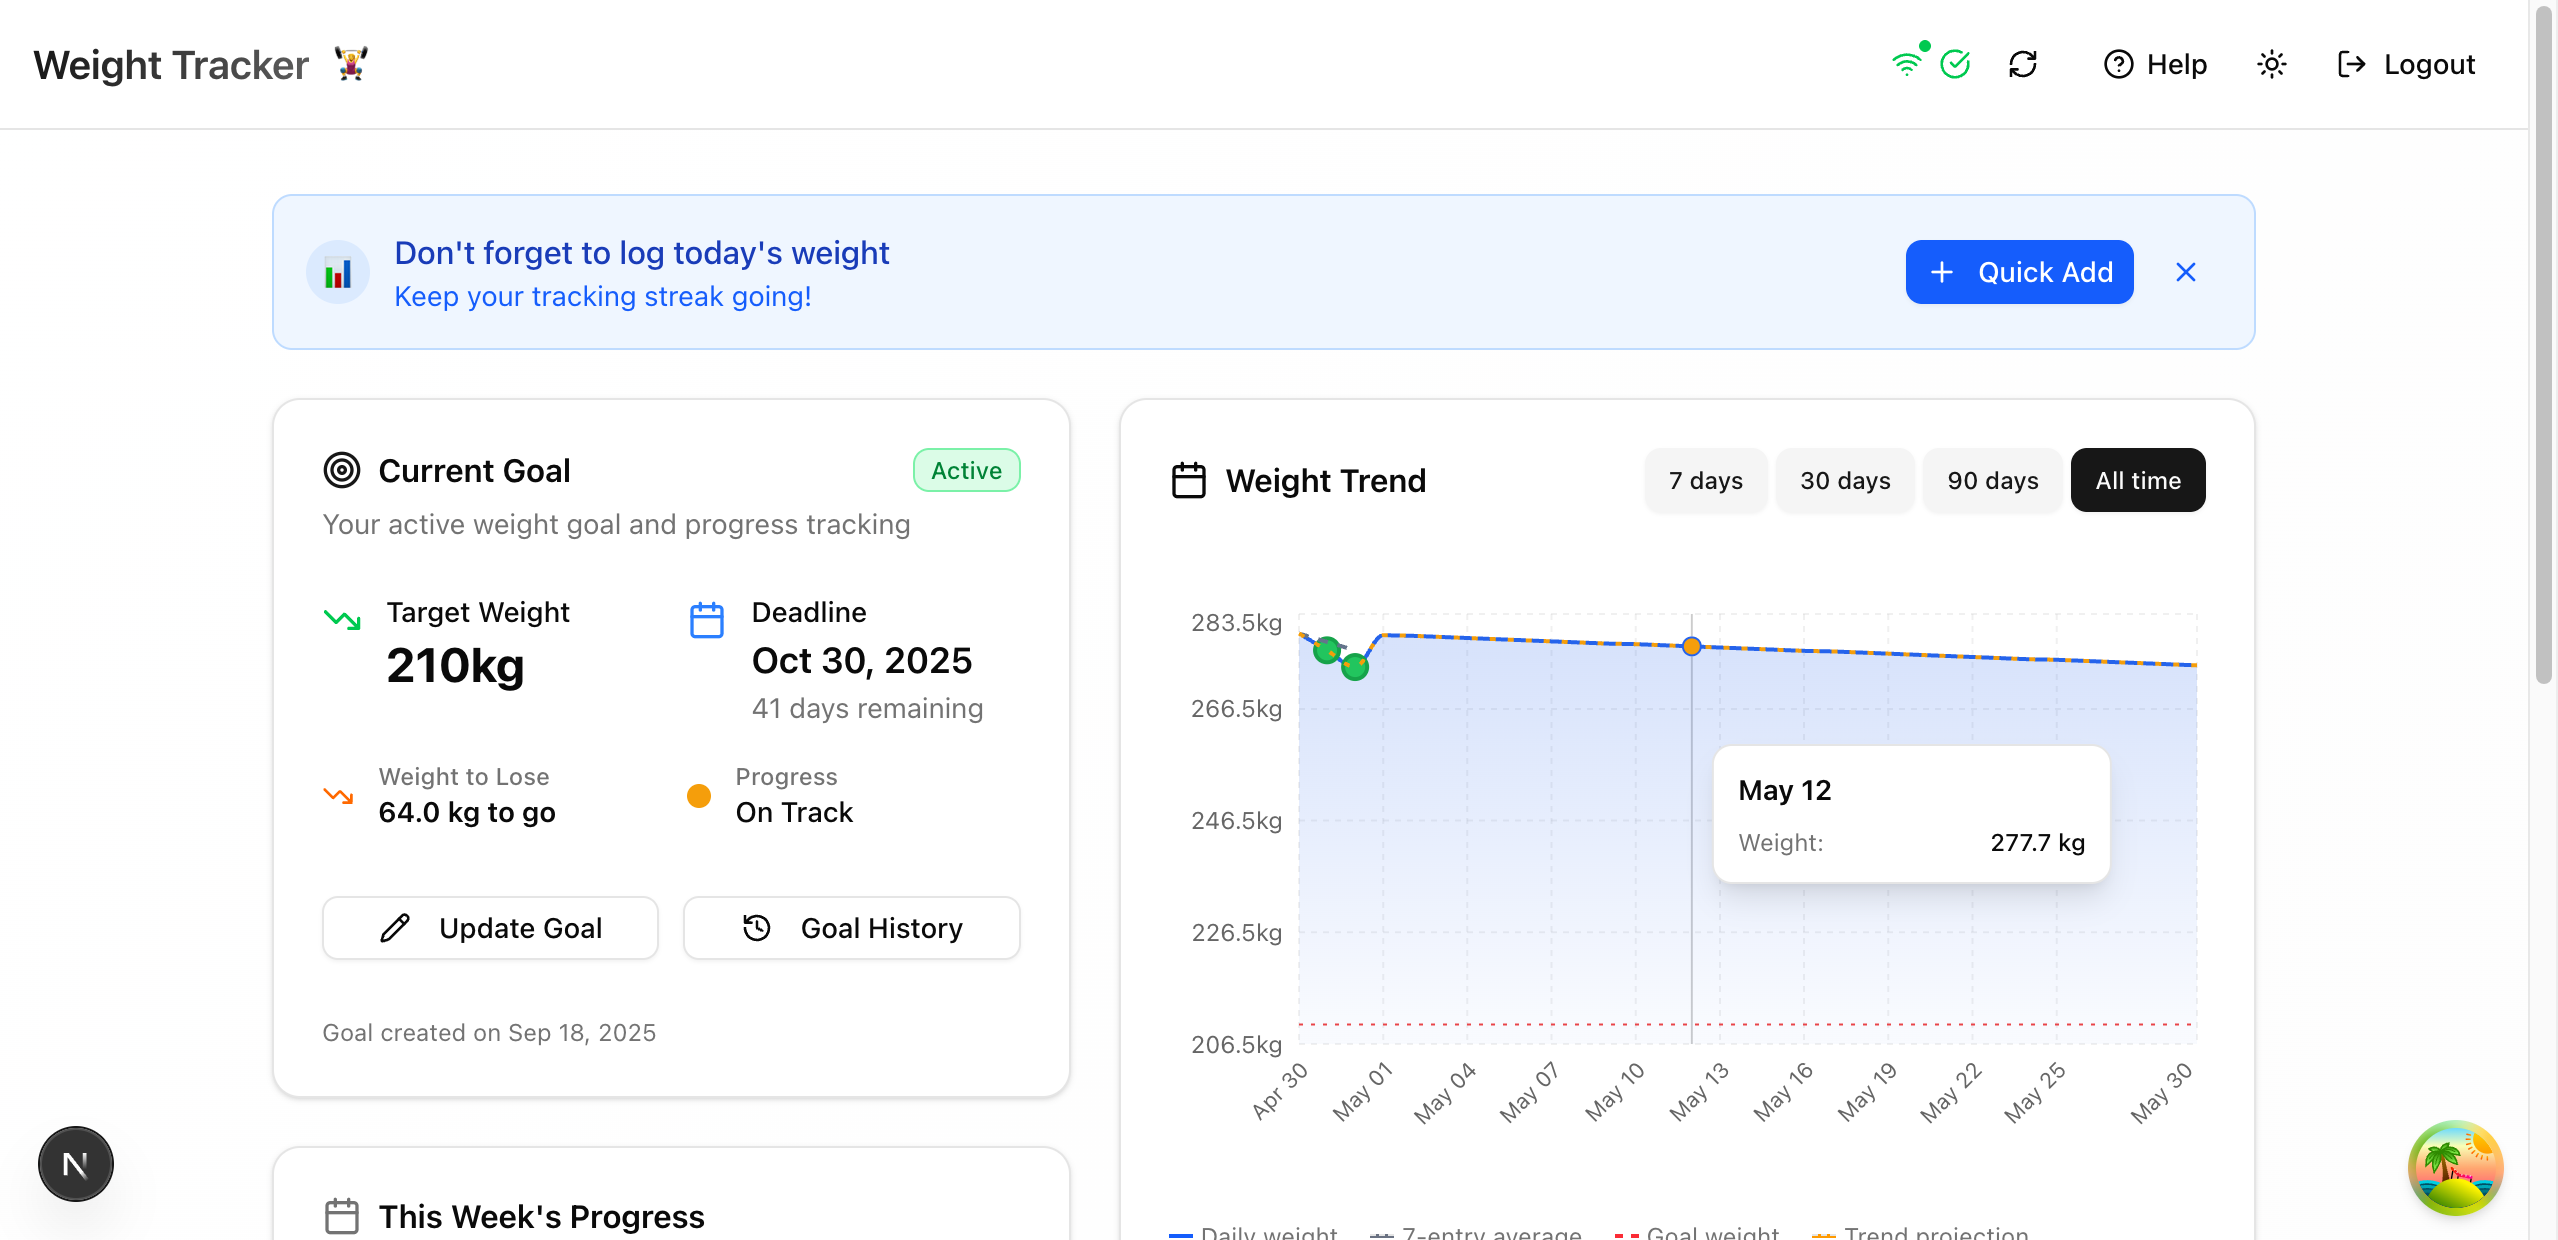 Weight Tracker
Help
Logout
Don't forget to log today's weight
Keep your tracking streak going!
Quick Add
Current Goal
Active
Your active weight goal and progress tracking
Target Weight
210kg
Deadline
Oct 30, 2025
41 days remaining
Weight to Lose
64.0 kg to go
Progress
On Track
Update Goal
Goal History
Goal created on Sep 18, 2025
This Week's Progress
Weight Trend
7 days
30 days
90 days
All time
283.5kg
266.5kg
246.5kg
226.5kg
206.5kg
May 12
Weight: 277.7 kg
Apr 30
May 01
May 04
May 07
May 10
May 13
May 16
May 19
May 22
May 25
May 30
Daily weight
7-entry average
Goal weight
Trend projection
N